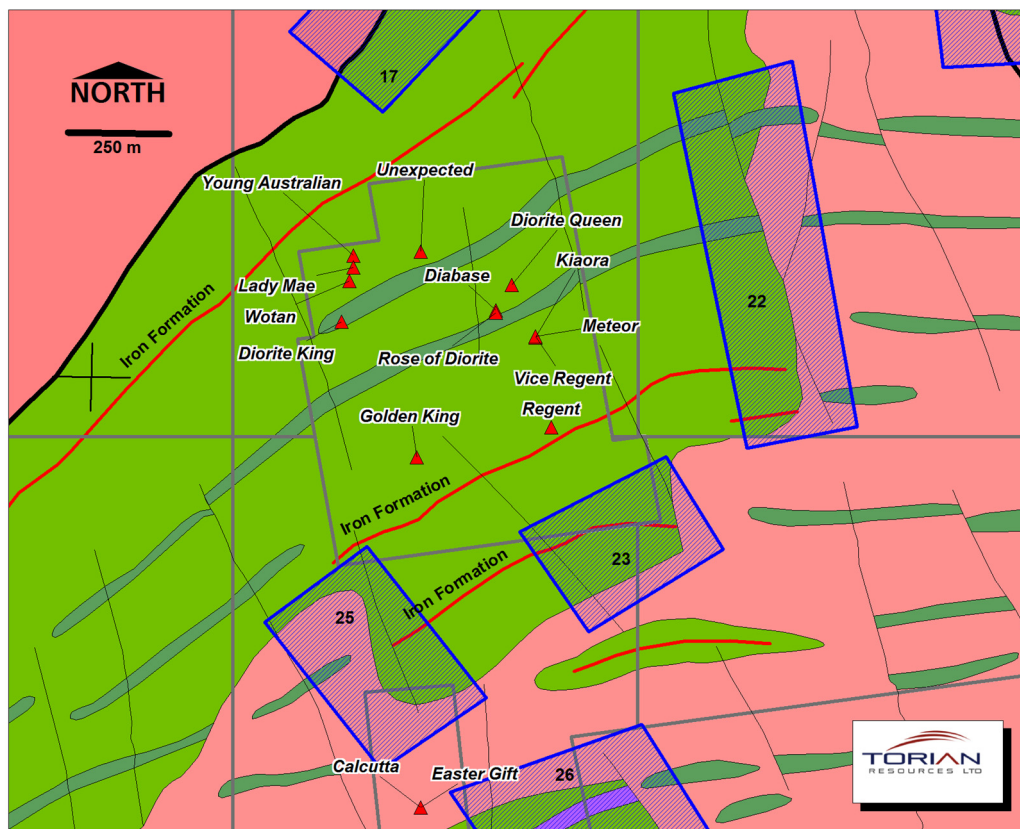 17
NORTH
250 m
Unexpected
Young Australian
Diorite Queen
Kiaora
Diabase
Lady Mae
22
Iron Formation
Wotan
Meteor
Diorite King
Rose of Diorite
Vice Regent
Golden King
Regent
Iron Formation
23
Iron Formation
25
TORIAN
RESOURCES LTD
Calcutta
Easter Gift
26